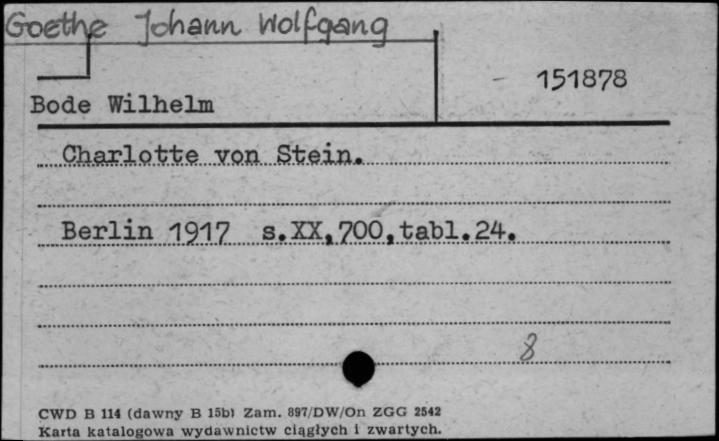 Goethe Johann Wolfgang
151878
Bode Wilhelm
Charlotte von Stein.
Berlin 1917 s.XX,700,tabl.24.
8
CWD B 114 (dawny B 15b) Zam. 897/DW/On ZGG 2542
Karta katalogowa wydawnictw ciągłych i zwartych.